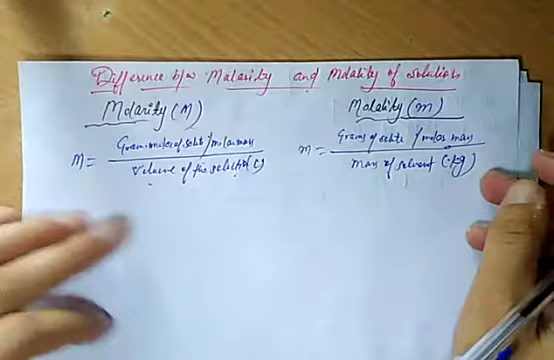 Difference b/w Molarity and Molality of solution
Molarity (M) Molality (m)
M = Gram moles of solute / molar mass m = Grams of solute / molar mass
Volume of the solution (L) Mass of solvent (kg)